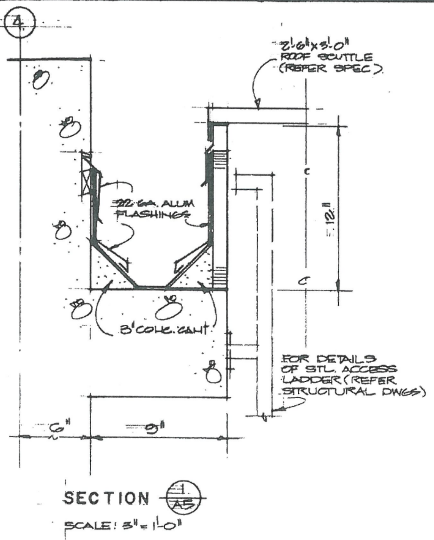 4
2'-6" x 3'-0"
ROOF SCUTTLE
(REFER SPEC)
22 GA. ALUM
FLASHINGS
12"
3" CONC. CANT
FOR DETAILS
OF STL. ACCESS
LADDER (REFER
STRUCTURAL DWGS)
6"
9"
SECTION 1
A5
SCALE: 3" = 1'-0"